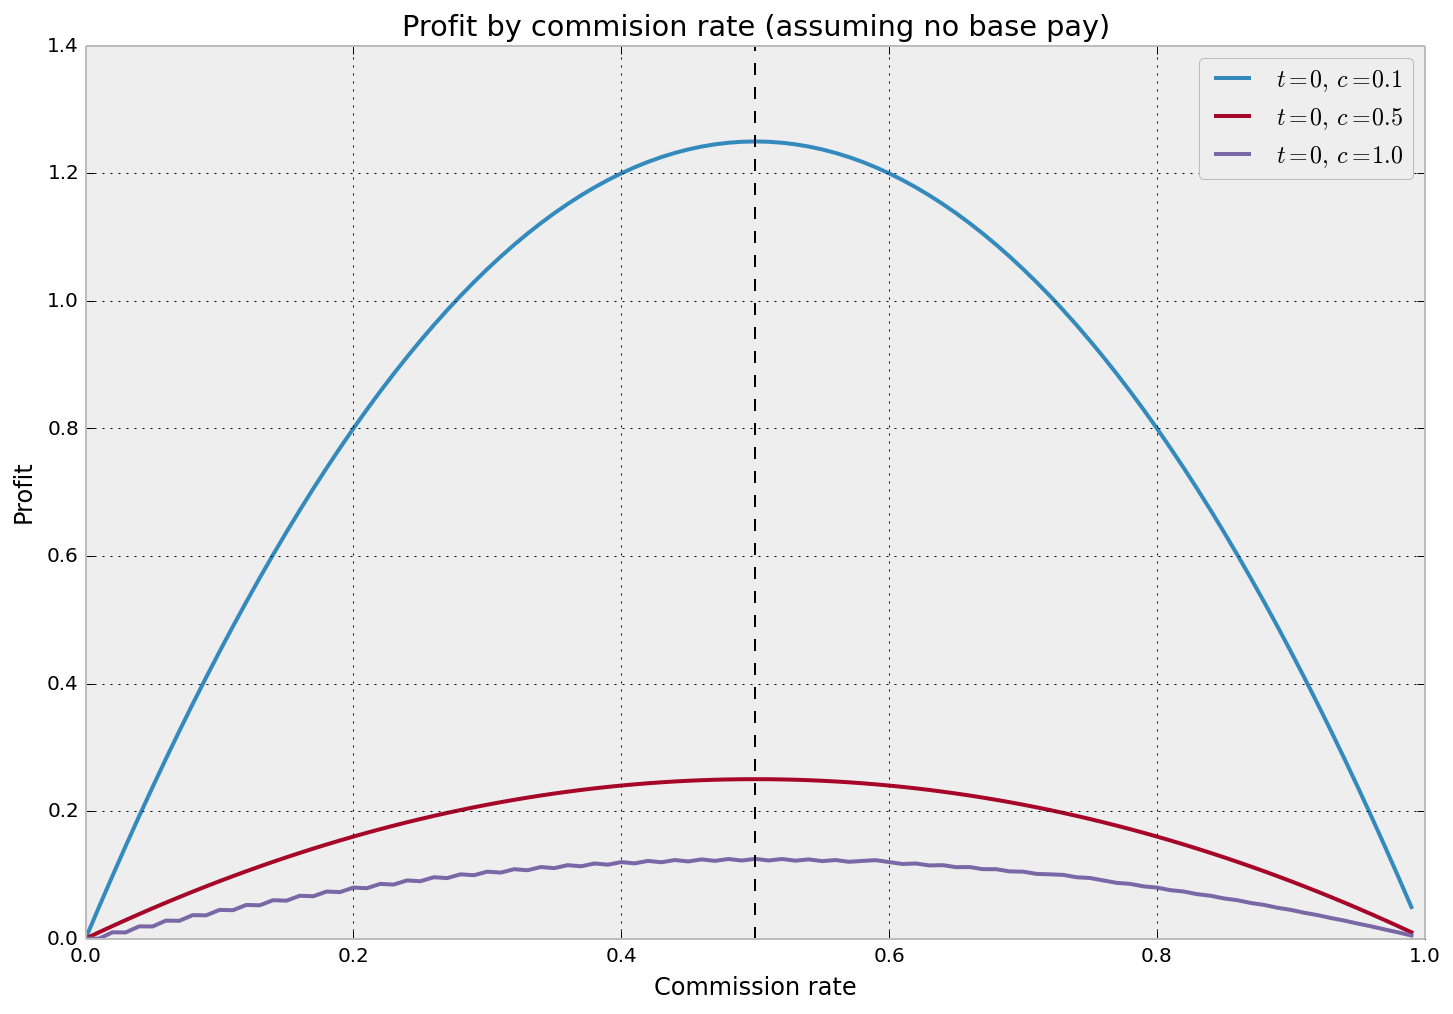 Profit by commision rate (assuming no base pay)
t=0, c=0.1
t=0, c=0.5
t=0, c=1.0
1.4
1.2
1.0
0.8
0.6
0.4
0.2
0.0
Profit
0.0 0.2 0.4 0.6 0.8 1.0
Commission rate